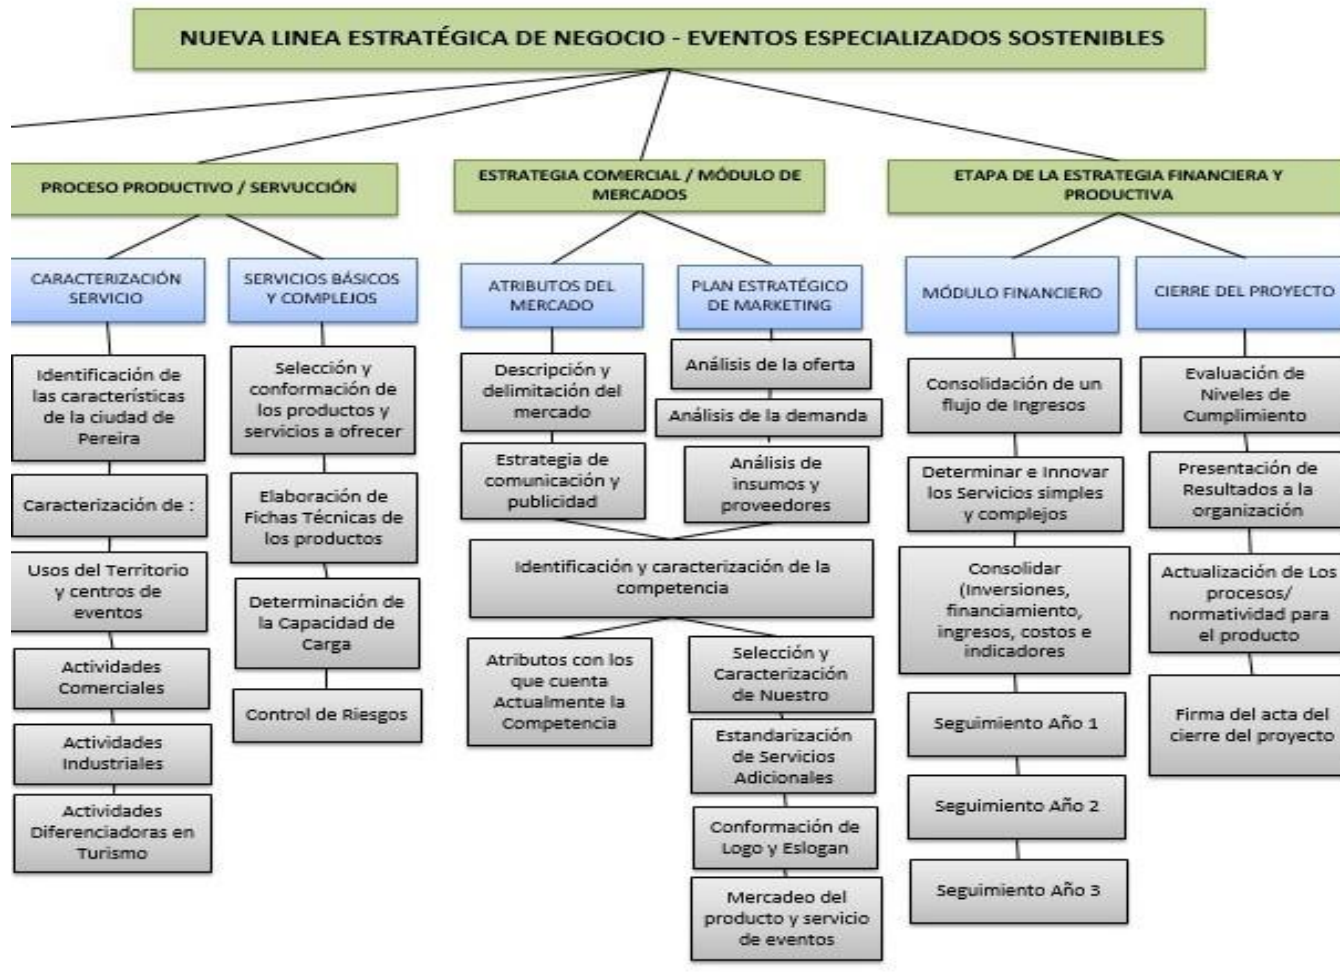 NUEVA LINEA ESTRATÉGICA DE NEGOCIO - EVENTOS ESPECIALIZADOS SOSTENIBLES
PROCESO PRODUCTIVO / SERVUCCIÓN
CARACTERIZACIÓN
SERVICIO
Identificación de
las características
de la ciudad de
Pereira
Caracterización de :
Usos del Territorio
y centros de
eventos
Actividades
Comerciales
Actividades
Industriales
Actividades
Diferenciadoras en
Turismo
SERVICIOS BÁSICOS
Y COMPLEJOS
Selección y
conformación de
los productos y
servicios a ofrecer
Elaboración de
Fichas Técnicas de
los productos
Determinación de
la Capacidad de
Carga
Control de Riesgos
ESTRATEGIA COMERCIAL / MÓDULO DE
MERCADOS
ATRIBUTOS DEL
MERCADO
Descripción y
delimitación del
mercado
Estrategia de
comunicación y
publicidad
PLAN ESTRATÉGICO
DE MARKETING
Análisis de la oferta
Análisis de la demanda
Análisis de
insumos y
proveedores
Identificación y caracterización de la
competencia
Atributos con los
que cuenta
Actualmente la
Competencia
Selección y
Caracterización
de Nuestro
Estandarización
de Servicios
Adicionales
Conformación de
Logo y Eslogan
Mercadeo del
producto y servicio
de eventos
ETAPA DE LA ESTRATEGIA FINANCIERA Y
PRODUCTIVA
MÓDULO FINANCIERO
Consolidación de un
flujo de Ingresos
Determinar e Innovar
los Servicios simples
y complejos
Consolidar
(Inversiones,
financiamiento,
ingresos, costos e
indicadores
Seguimiento Año 1
Seguimiento Año 2
Seguimiento Año 3
CIERRE DEL PROYECTO
Evaluación de
Niveles de
Cumplimiento
Presentación de
Resultados a la
organización
Actualización de Los
procesos/
normatividad para
el producto
Firma del acta del
cierre del proyecto